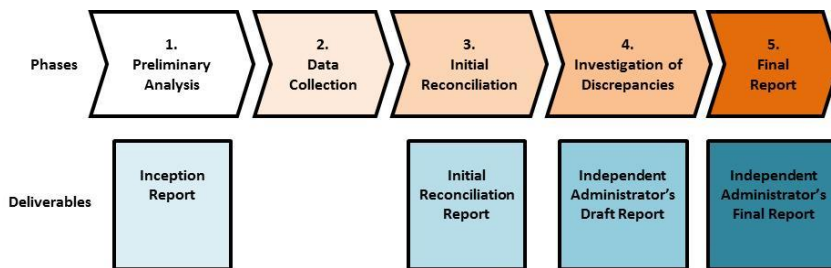 Phases
1.
Preliminary
Analysis
2.
Data
Collection
3.
Initial
Reconciliation
4.
Investigation of
Discrepancies
5.
Final
Report
Deliverables
Inception
Report
Initial
Reconciliation
Report
Independent
Administrator's
Draft Report
Independent
Administrator's
Final Report